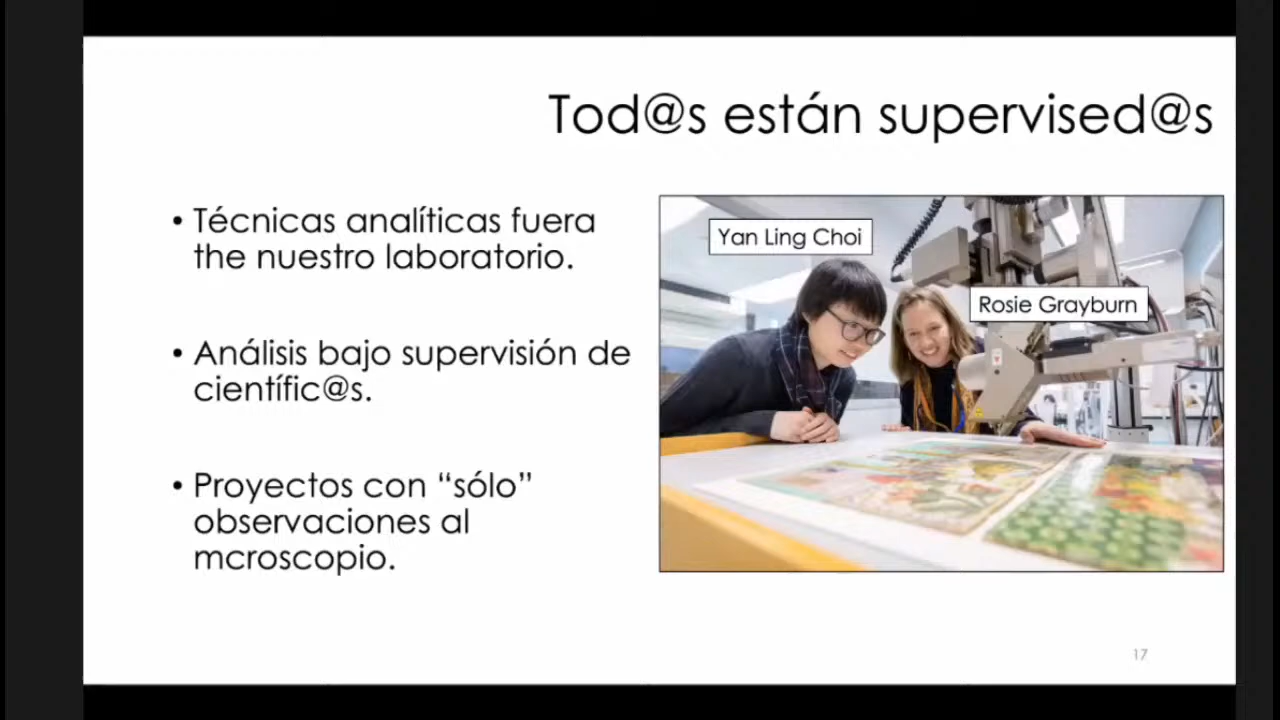 Tod@s están supervised@s
• Técnicas analíticas fuera
the nuestro laboratorio.
• Análisis bajo supervisión de
científic@s.
• Proyectos con “sólo”
observaciones al
mcroscopio.
Yan Ling Choi
Rosie Grayburn
17